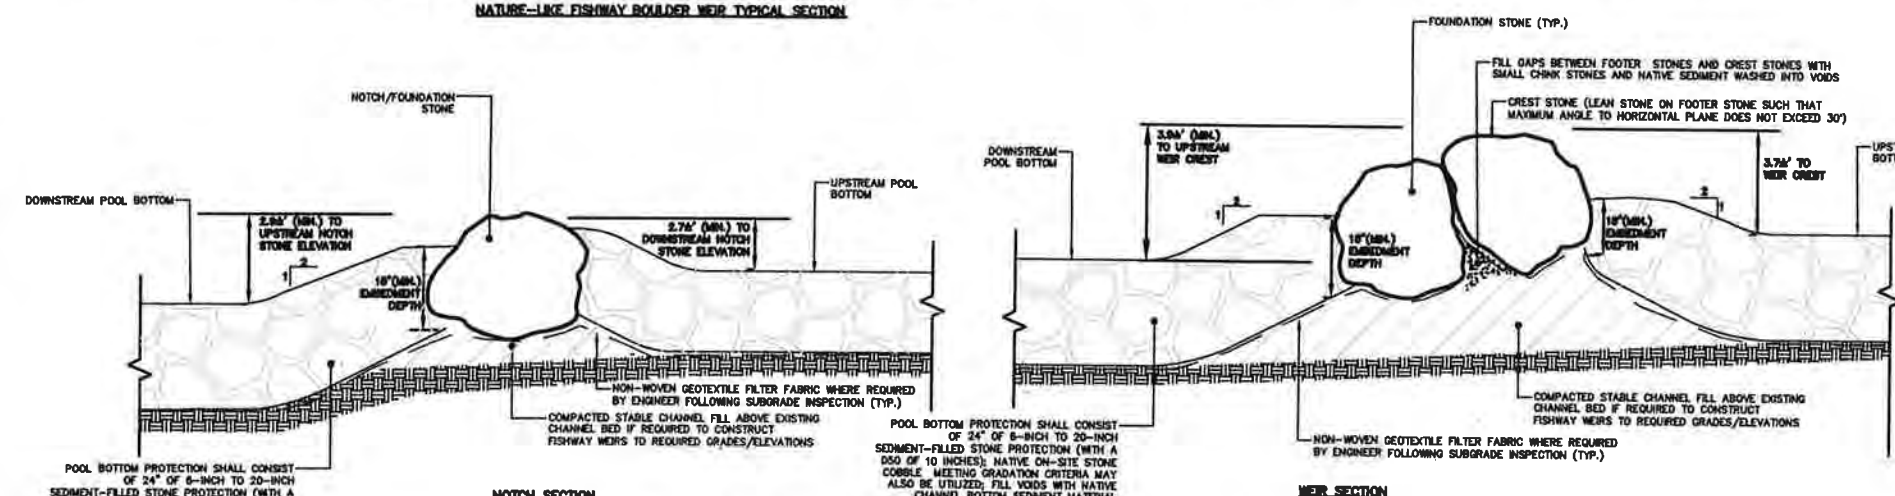 NATURE-LIKE FISHWAY BOULDER WEIR TYPICAL SECTION
NOTCH/FOUNDATION
STONE
DOWNSTREAM POOL BOTTOM
UPSTREAM POOL
BOTTOM
(MIN.) TO
UPSTREAM NOTCH
STONE ELEVATION
(MIN.) TO
DOWNSTREAM NOTCH
STONE ELEVATION
2
1
18"(MIN.)
EMBEDMENT
DEPTH
NON-WOVEN GEOTEXTILE FILTER FABRIC WHERE REQUIRED
BY ENGINEER FOLLOWING SUBGRADE INSPECTION (TYP.)
COMPACTED STABLE CHANNEL FILL ABOVE EXISTING
CHANNEL BED IF REQUIRED TO CONSTRUCT
FISHWAY WEIRS TO REQUIRED GRADES/ELEVATIONS
POOL BOTTOM PROTECTION SHALL CONSIST
OF 24" OF 6-INCH TO 20-INCH
SEDIMENT-FILLED STONE PROTECTION (WITH A
NOTCH SECTION
FOUNDATION STONE (TYP.)
FILL GAPS BETWEEN FOOTER STONES AND CREST STONES WITH
SMALL CHINK STONES AND NATIVE SEDIMENT WASHED INTO VOIDS
CREST STONE (LEAN STONE ON FOOTER STONE SUCH THAT
MAXIMUM ANGLE TO HORIZONTAL PLANE DOES NOT EXCEED 30°)
DOWNSTREAM
POOL BOTTOM
(MIN.)
TO UPSTREAM
WEIR CREST
TO
WEIR CREST
UPST
BOTT
2
1
2
1
18"(MIN.)
EMBEDMENT
DEPTH
18"(MIN.)
EMBEDMENT
DEPTH
COMPACTED STABLE CHANNEL FILL ABOVE EXISTING
CHANNEL BED IF REQUIRED TO CONSTRUCT
FISHWAY WEIRS TO REQUIRED GRADES/ELEVATIONS
NON-WOVEN GEOTEXTILE FILTER FABRIC WHERE REQUIRED
BY ENGINEER FOLLOWING SUBGRADE INSPECTION (TYP.)
POOL BOTTOM PROTECTION SHALL CONSIST
OF 24" OF 6-INCH TO 20-INCH
SEDIMENT-FILLED STONE PROTECTION (WITH A
D50 OF 10 INCHES); NATIVE ON-SITE STONE
COBBLE MEETING GRADATION CRITERIA MAY
ALSO BE UTILIZED; FILL VOIDS WITH NATIVE
CHANNEL BOTTOM SEDIMENT MATERIAL
WEIR SECTION